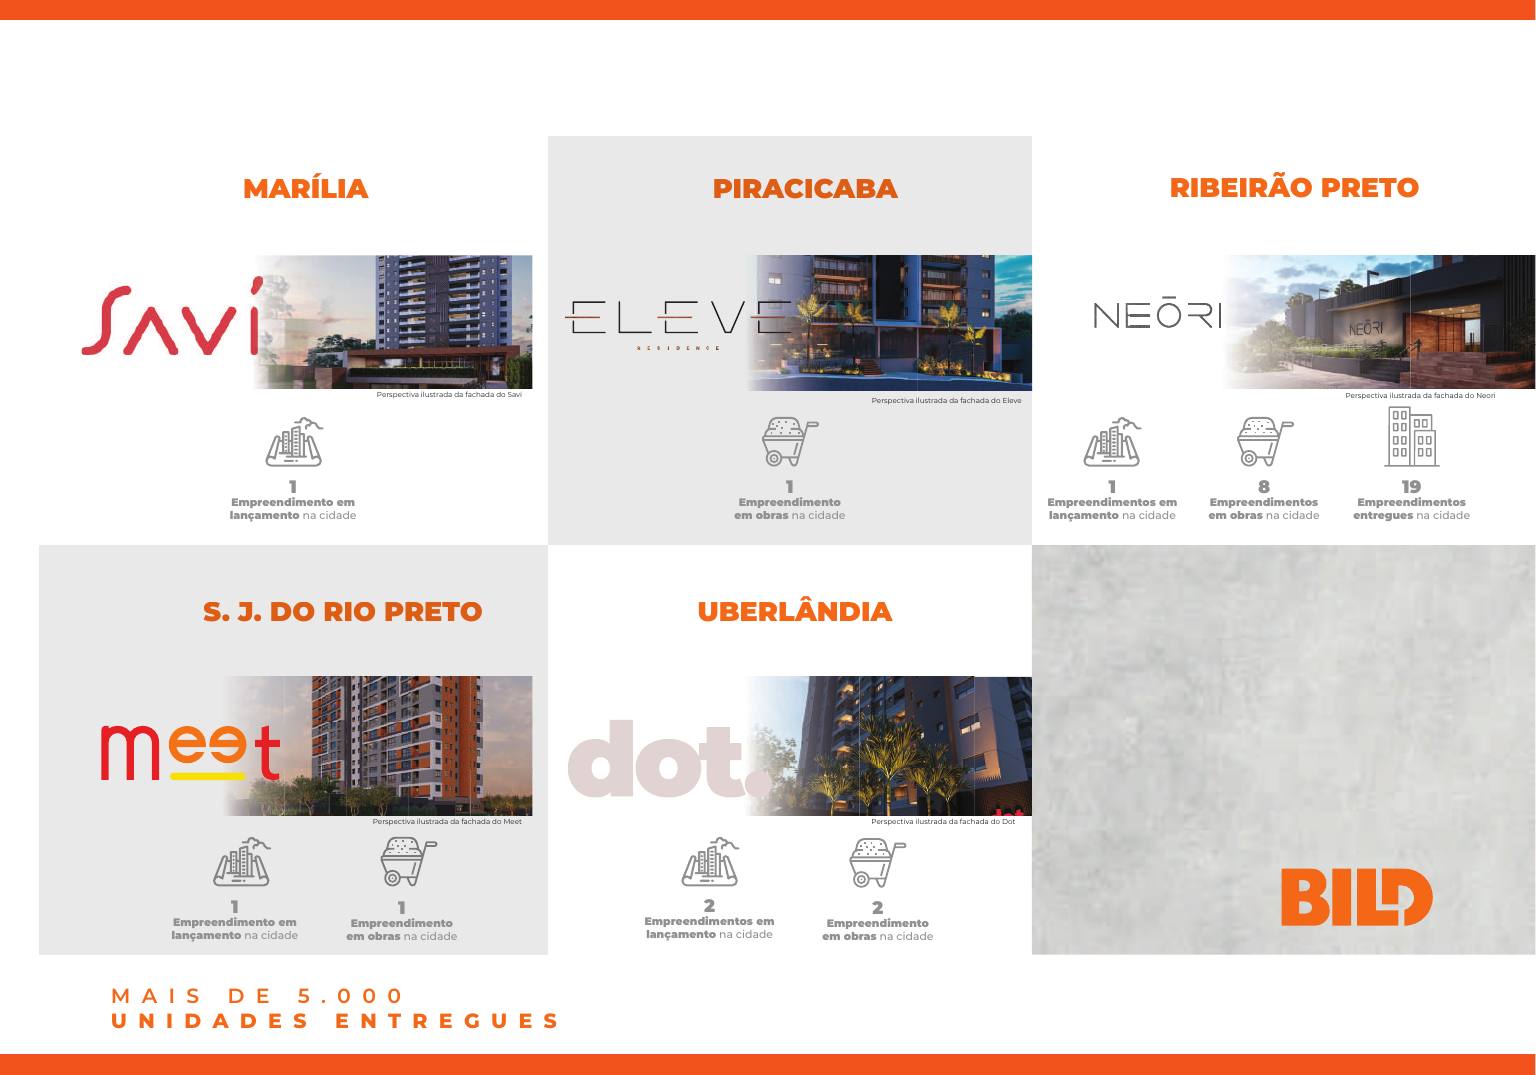 MARÍLIA
Saví
Perspectiva ilustrada da fachada do Saví
1
Empreendimento em
lançamento na cidade
PIRACICABA
ELEVE
RESIDENCE
Perspectiva ilustrada da fachada do Eleve
1
Empreendimento
em obras na cidade
RIBEIRÃO PRETO
NEŌRI
NEŌRI
Perspectiva ilustrada da fachada do Neori
1
Empreendimentos em
lançamento na cidade
8
Empreendimentos
em obras na cidade
19
Empreendimentos
entregues na cidade
S. J. DO RIO PRETO
meet
Perspectiva ilustrada da fachada do Meet
1
Empreendimento em
lançamento na cidade
1
Empreendimento
em obras na cidade
UBERLÂNDIA
dot.
dot
Perspectiva ilustrada da fachada do Dot
2
Empreendimentos em
lançamento na cidade
2
Empreendimento
em obras na cidade
BILD
MAIS DE 5.000
UNIDADES ENTREGUES